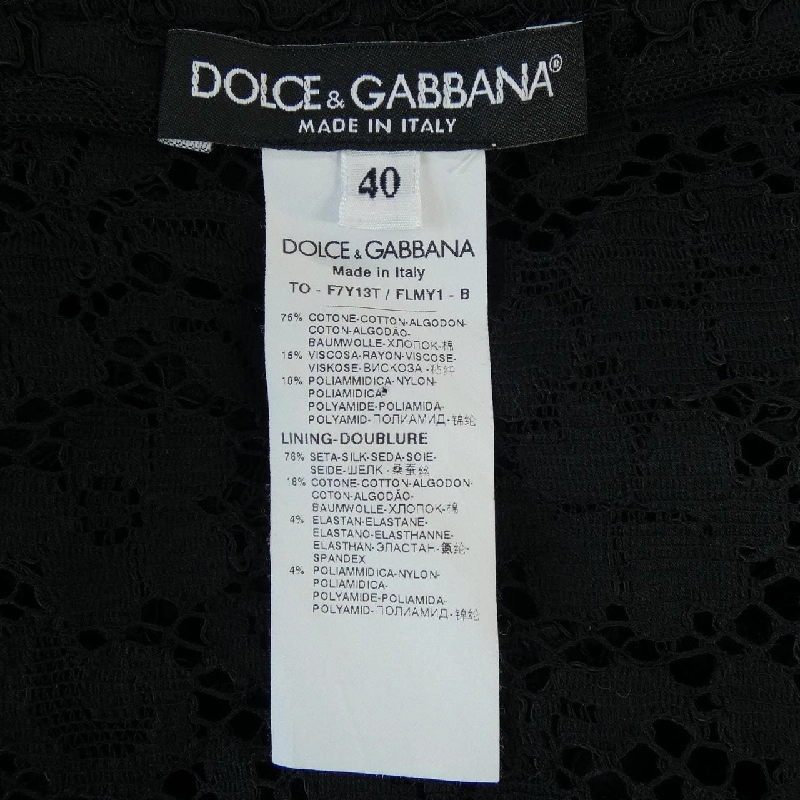 DOLCE & GABBANA®
MADE IN ITALY
40
DOLCE & GABBANA
Made in Italy
TO - F7Y13T / FLMY1 - B
75% COTONE-COTTON-ALGODON-
COTON-ALGODÃO-
BAUMWOLLE-ХЛОПОК-棉
15% VISCOSA-RAYON-VISCOSE-
VISKOSE-ВИСКОЗА-粘纤
10% POLIAMMIDICA-NYLON-
POLIAMIDICA-
POLYAMIDE-POLIAMIDA-
POLYAMID-ПОЛИАМИД-锦纶
LINING-DOUBLURE
76% SETA-SILK-SEDA-SOIE-
SEIDE-ШЕЛК-桑蚕丝
16% COTONE-COTTON-ALGODON-
COTON-ALGODÃO-
BAUMWOLLE-ХЛОПОК-棉
4% ELASTAN-ELASTANE-
ELASTANO-ELASTHANNE-
ELASTHAN-ЭЛАСТАН-氨纶-
SPANDEX
4% POLIAMMIDICA-NYLON-
POLIAMIDICA-
POLYAMIDE-POLIAMIDA-
POLYAMID-ПОЛИАМИД-锦纶